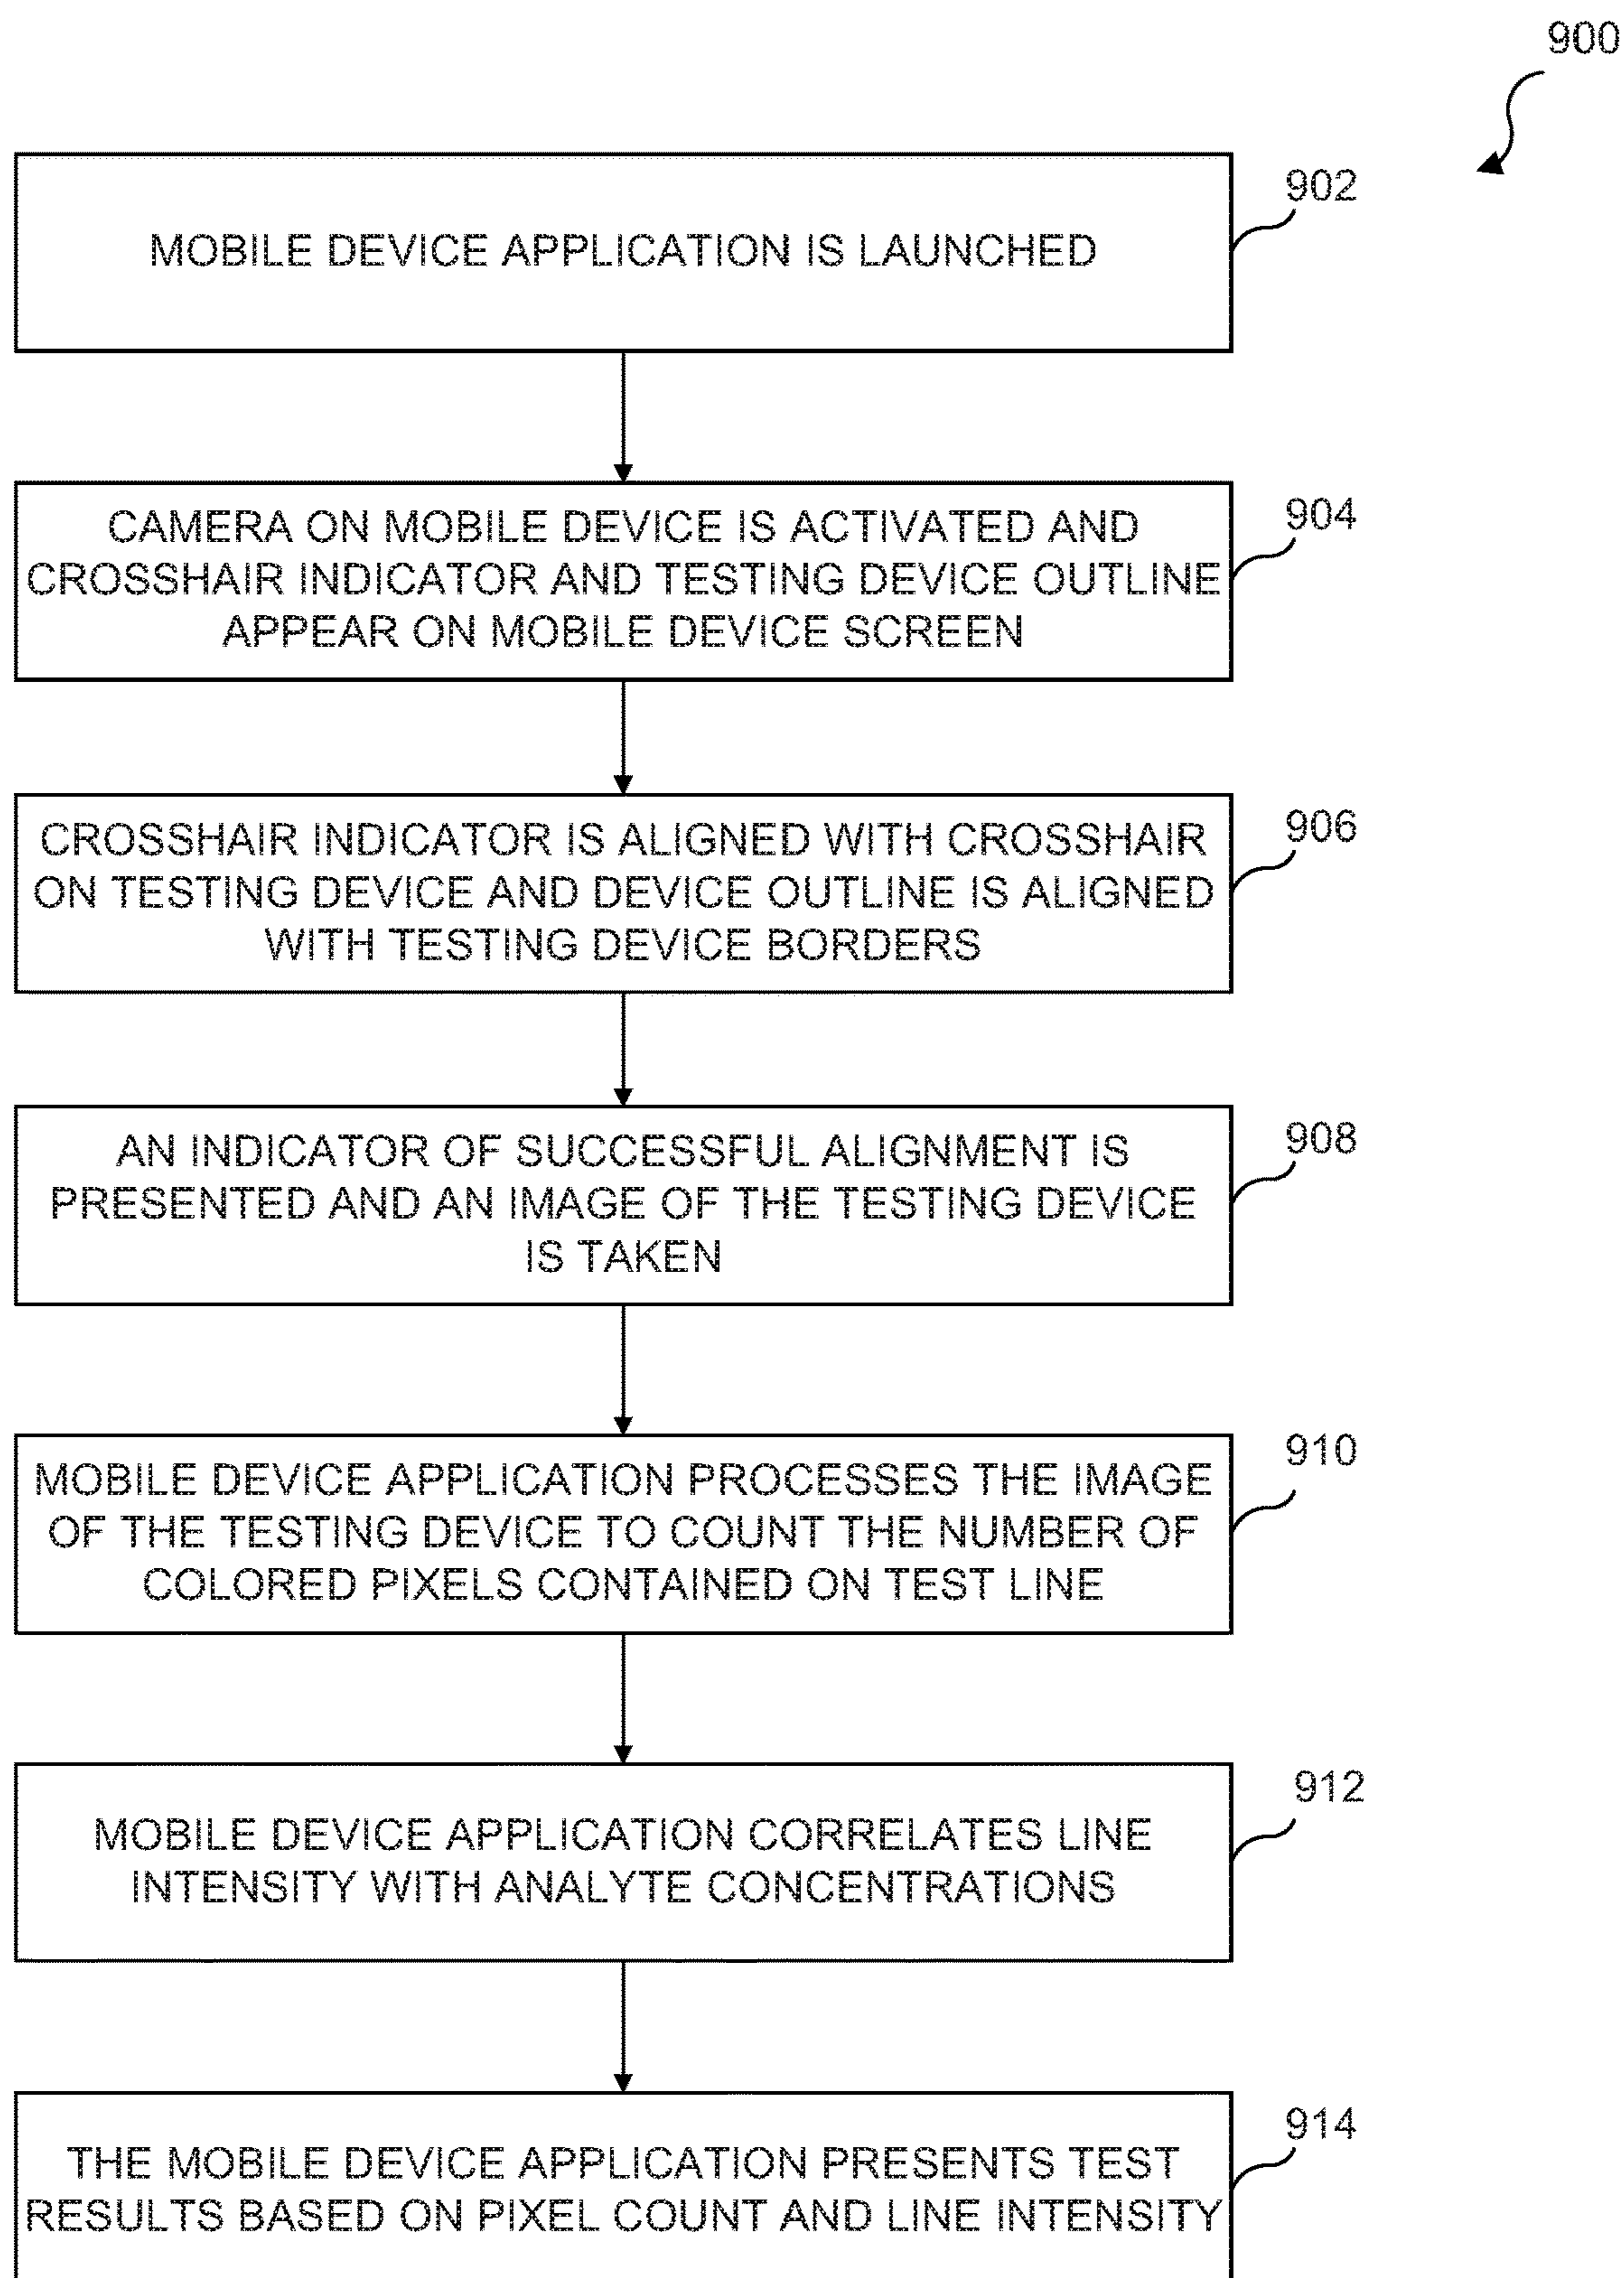 900
MOBILE DEVICE APPLICATION IS LAUNCHED
902
CAMERA ON MOBILE DEVICE IS ACTIVATED AND
CROSSHAIR INDICATOR AND TESTING DEVICE OUTLINE
APPEAR ON MOBILE DEVICE SCREEN
904
CROSSHAIR INDICATOR IS ALIGNED WITH CROSSHAIR
ON TESTING DEVICE AND DEVICE OUTLINE IS ALIGNED
WITH TESTING DEVICE BORDERS
906
AN INDICATOR OF SUCCESSFUL ALIGNMENT IS
PRESENTED AND AN IMAGE OF THE TESTING DEVICE
IS TAKEN
908
MOBILE DEVICE APPLICATION PROCESSES THE IMAGE
OF THE TESTING DEVICE TO COUNT THE NUMBER OF
COLORED PIXELS CONTAINED ON TEST LINE
910
MOBILE DEVICE APPLICATION CORRELATES LINE
INTENSITY WITH ANALYTE CONCENTRATIONS
912
THE MOBILE DEVICE APPLICATION PRESENTS TEST
RESULTS BASED ON PIXEL COUNT AND LINE INTENSITY
914